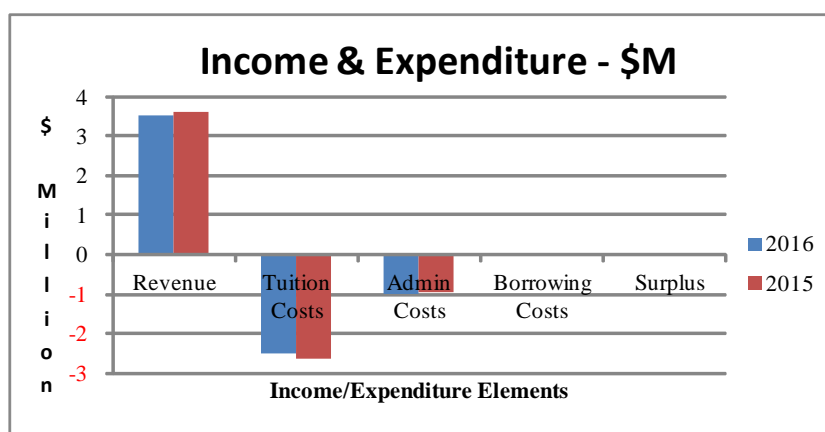 Income & Expenditure - $M
$ Million
4
3
2
1
0
-1
-2
-3
Revenue
Tuition
Costs
Admin
Costs
Borrowing
Costs
Surplus
Income/Expenditure Elements
2016
2015